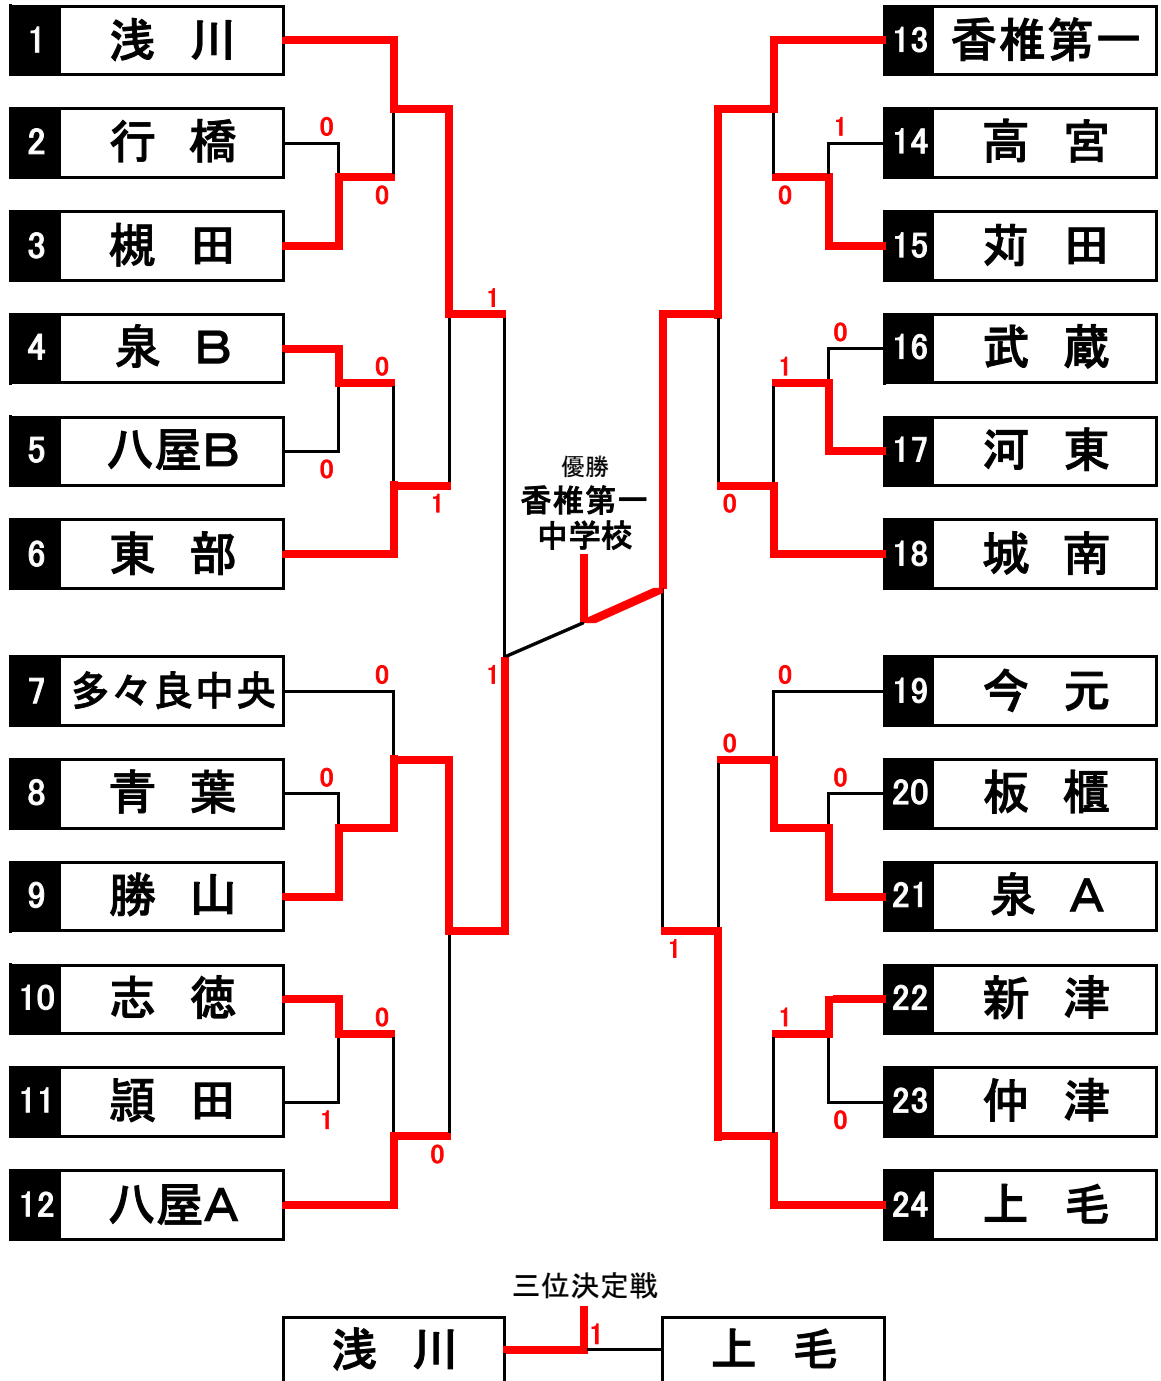 1 浅 川
2 行 橋
0
0
3 槻 田
1
4 泉 B
0
5 八屋B
0
1
6 東 部
7 多々良中央
0
1
8 青 葉
0
9 勝 山
10 志 徳
0
11 頴 田
1
0
12 八屋A
優勝
香椎第一
中学校
13 香椎第一
1
14 高 宮
0
15 苅 田
0
16 武 蔵
1
17 河 東
0
18 城 南
0
19 今 元
0
0
20 板 櫃
21 泉 A
1
22 新 津
1
23 仲 津
0
24 上 毛
三位決定戦
浅 川
1
上 毛